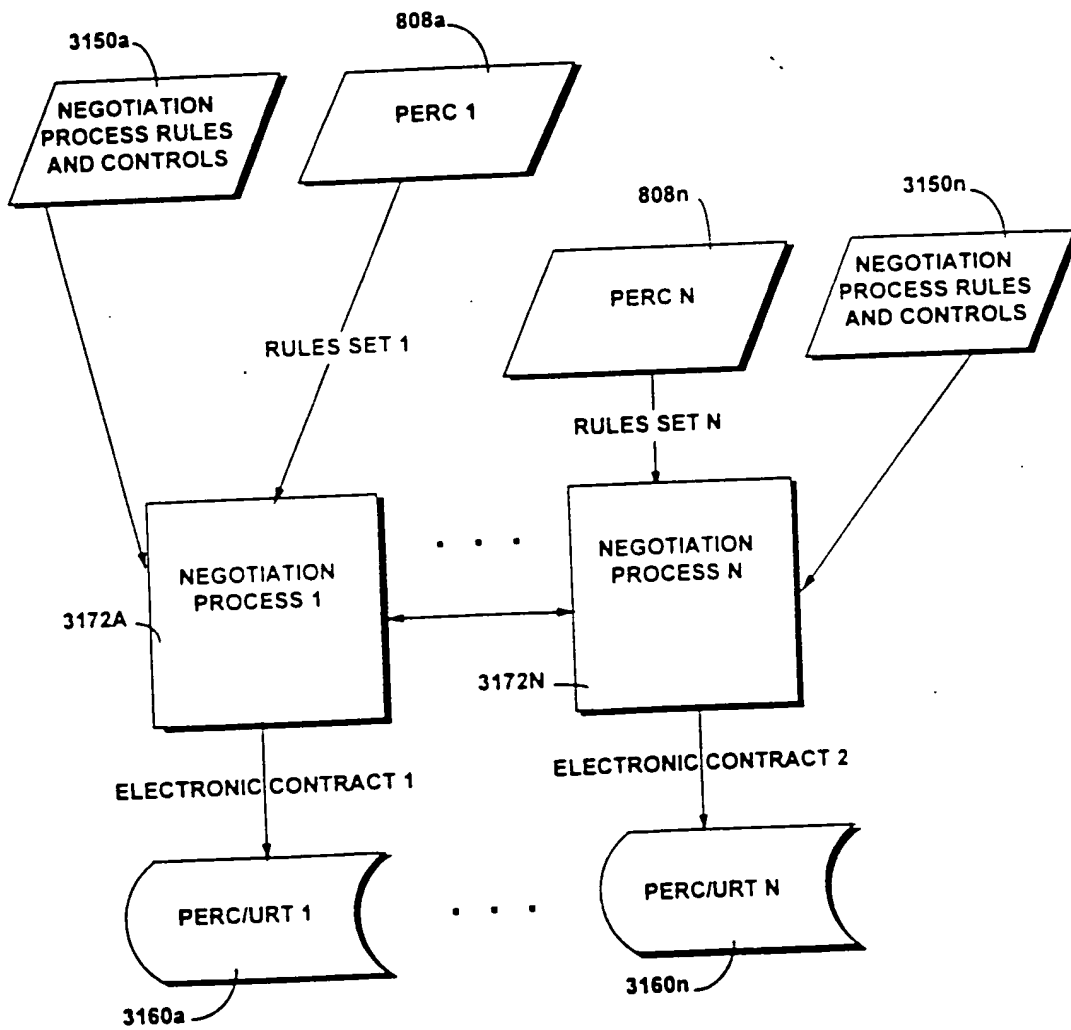 3150a
808a
NEGOTIATION
PROCESS RULES
AND CONTROLS
PERC 1
808n
3150n
PERC N
NEGOTIATION
PROCESS RULES
AND CONTROLS
RULES SET 1
RULES SET N
NEGOTIATION
PROCESS 1
. . .
NEGOTIATION
PROCESS N
3172A
3172N
ELECTRONIC CONTRACT 1
ELECTRONIC CONTRACT 2
PERC/URT 1
. . .
PERC/URT N
3160a
3160n